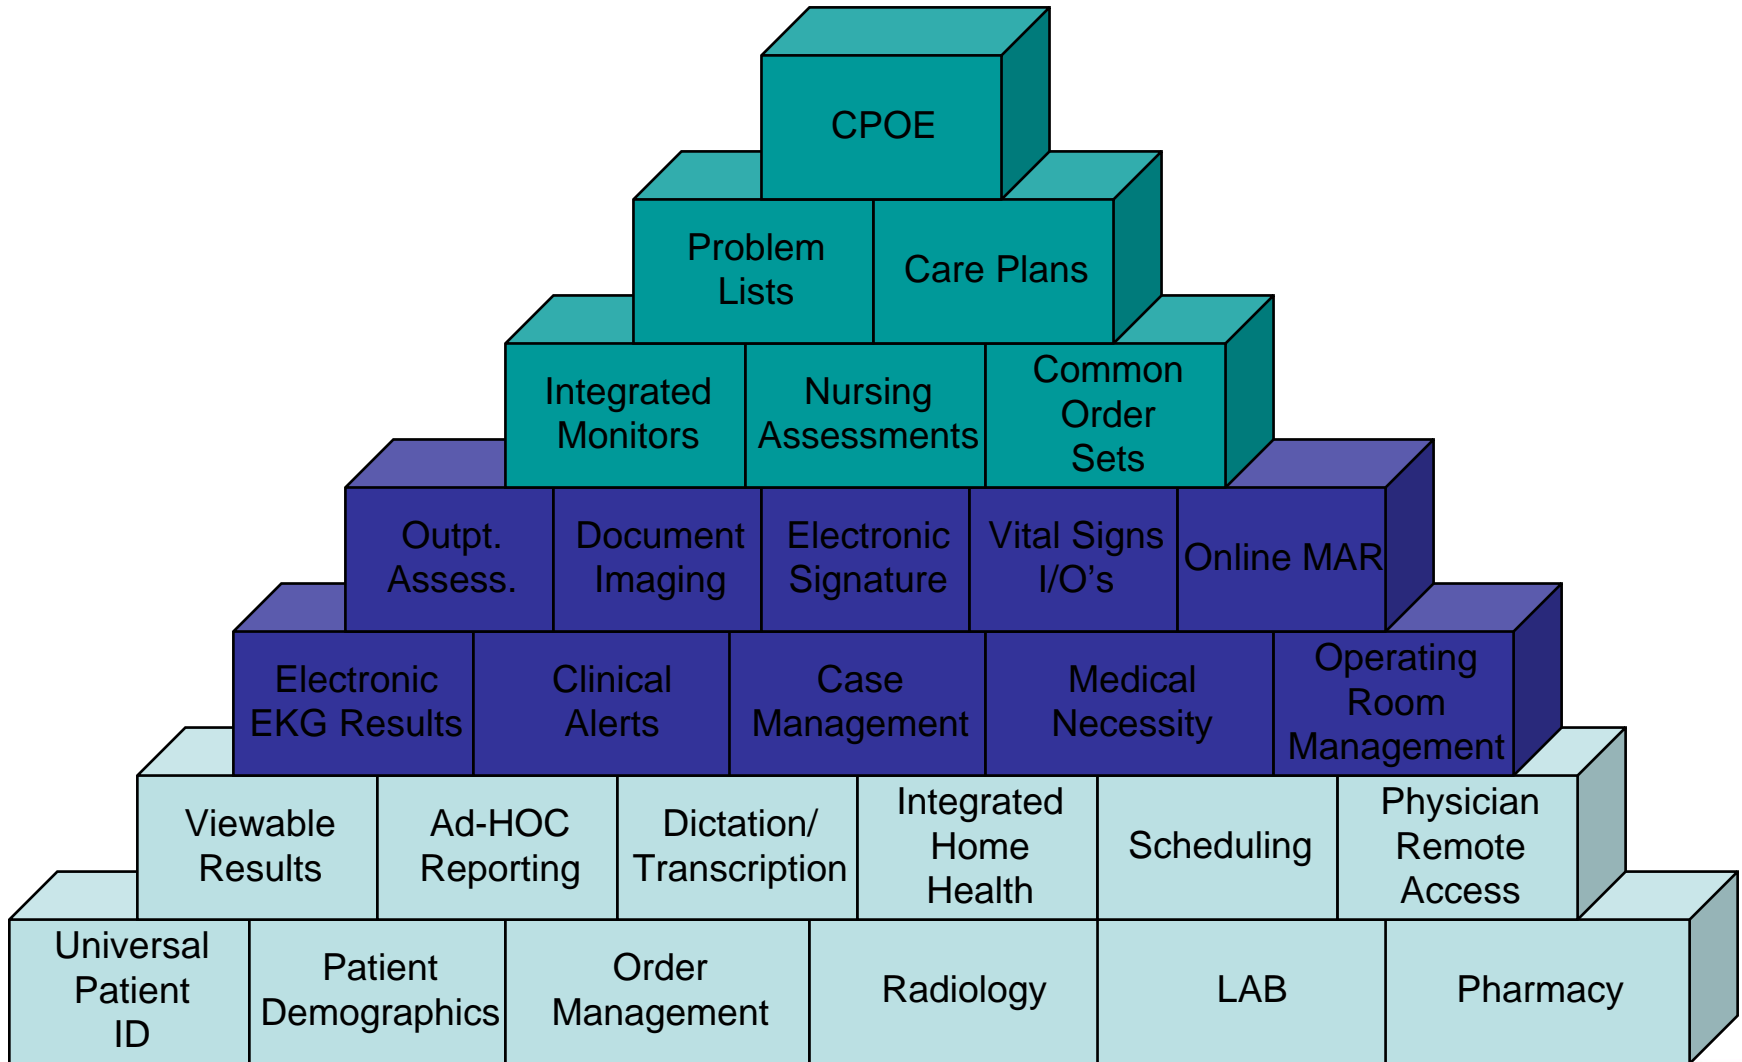 CPOE
Problem
Lists
Care Plans
Integrated
Monitors
Nursing
Assessments
Common
Order
Sets
Outpt.
Assess.
Document
Imaging
Electronic
Signature
Vital Signs
I/O’s
Online MAR
Electronic
EKG Results
Clinical
Alerts
Case
Management
Medical
Necessity
Operating
Room
Management
Viewable
Results
Ad-HOC
Reporting
Dictation/
Transcription
Integrated
Home
Health
Scheduling
Physician
Remote
Access
Universal
Patient
ID
Patient
Demographics
Order
Management
Radiology
LAB
Pharmacy